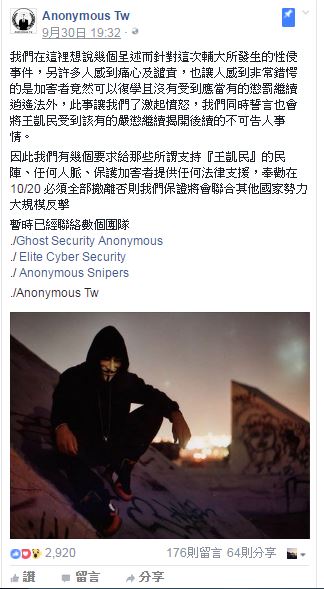 Anonymous Tw
9月30日 19:32 ·
我們在這裡想說幾個呈述而針對這次輔大所發生的性侵
事件，另許多人感到痛心及譴責，也讓人感到非常錯愕
的是加害者竟然可以復學且沒有受到應當有的懲罰繼續
逍遙法外，此事讓我們了激起憤怒，我們同時誓言也會
將王凱民受到該有的嚴懲繼續揭開後續的不可告人事
情。
因此我們有幾個要求給那些所謂支持『王凱民』的民
陣、任何人脈、保護加害者提供任何法律支援，奉勸在
10/20 必須全部撤離否則我們保證將會聯合其他國家勢力
大規模反擊
暫時已經聯絡數個團隊
./Ghost Security Anonymous
./ Elite Cyber Security
./ Anonymous Snipers
./Anonymous Tw
2,920
176則留言 64則分享
讚 留言 分享